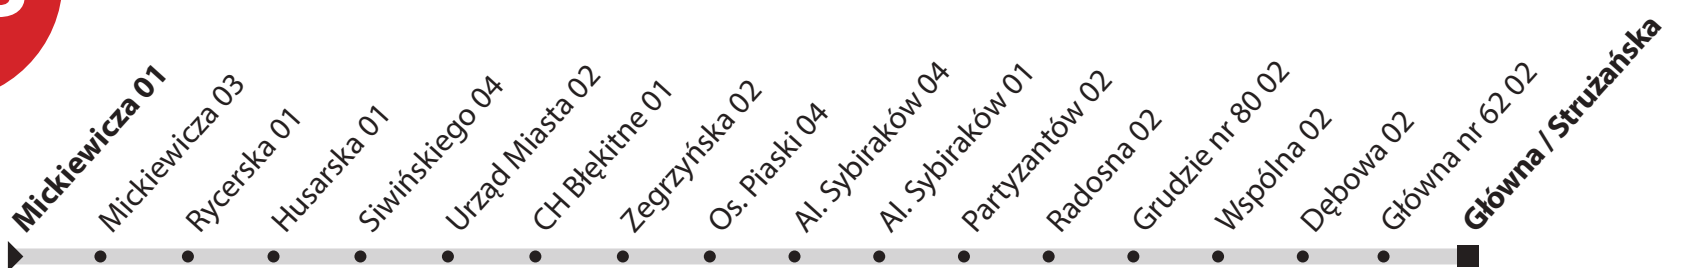 Mickiewicza 01
Mickiewicza 03
Rycerska 01
Husarska 01
Siwińskiego 04
Urząd Miasta 02
CH Błękitne 01
Zegrzyńska 02
Os. Piaski 04
Al. Sybiraków 04
Al. Sybiraków 01
Partyzantów 02
Radosna 02
Grudzie nr 80 02
Wspólna 02
Dębowa 02
Główna nr 62 02
Główna / Strużańska